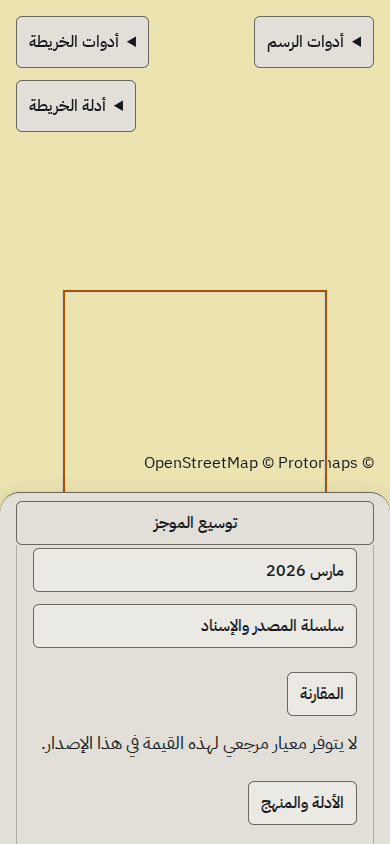 أدوات الرسم
أدوات الخريطة
أدلة الخريطة
© OpenStreetMap © Protomaps
توسيع الموجز
مارس 2026
سلسلة المصدر والإسناد
المقارنة
لا يتوفر معيار مرجعي لهذه القيمة في هذا الإصدار.
الأدلة والمنهج